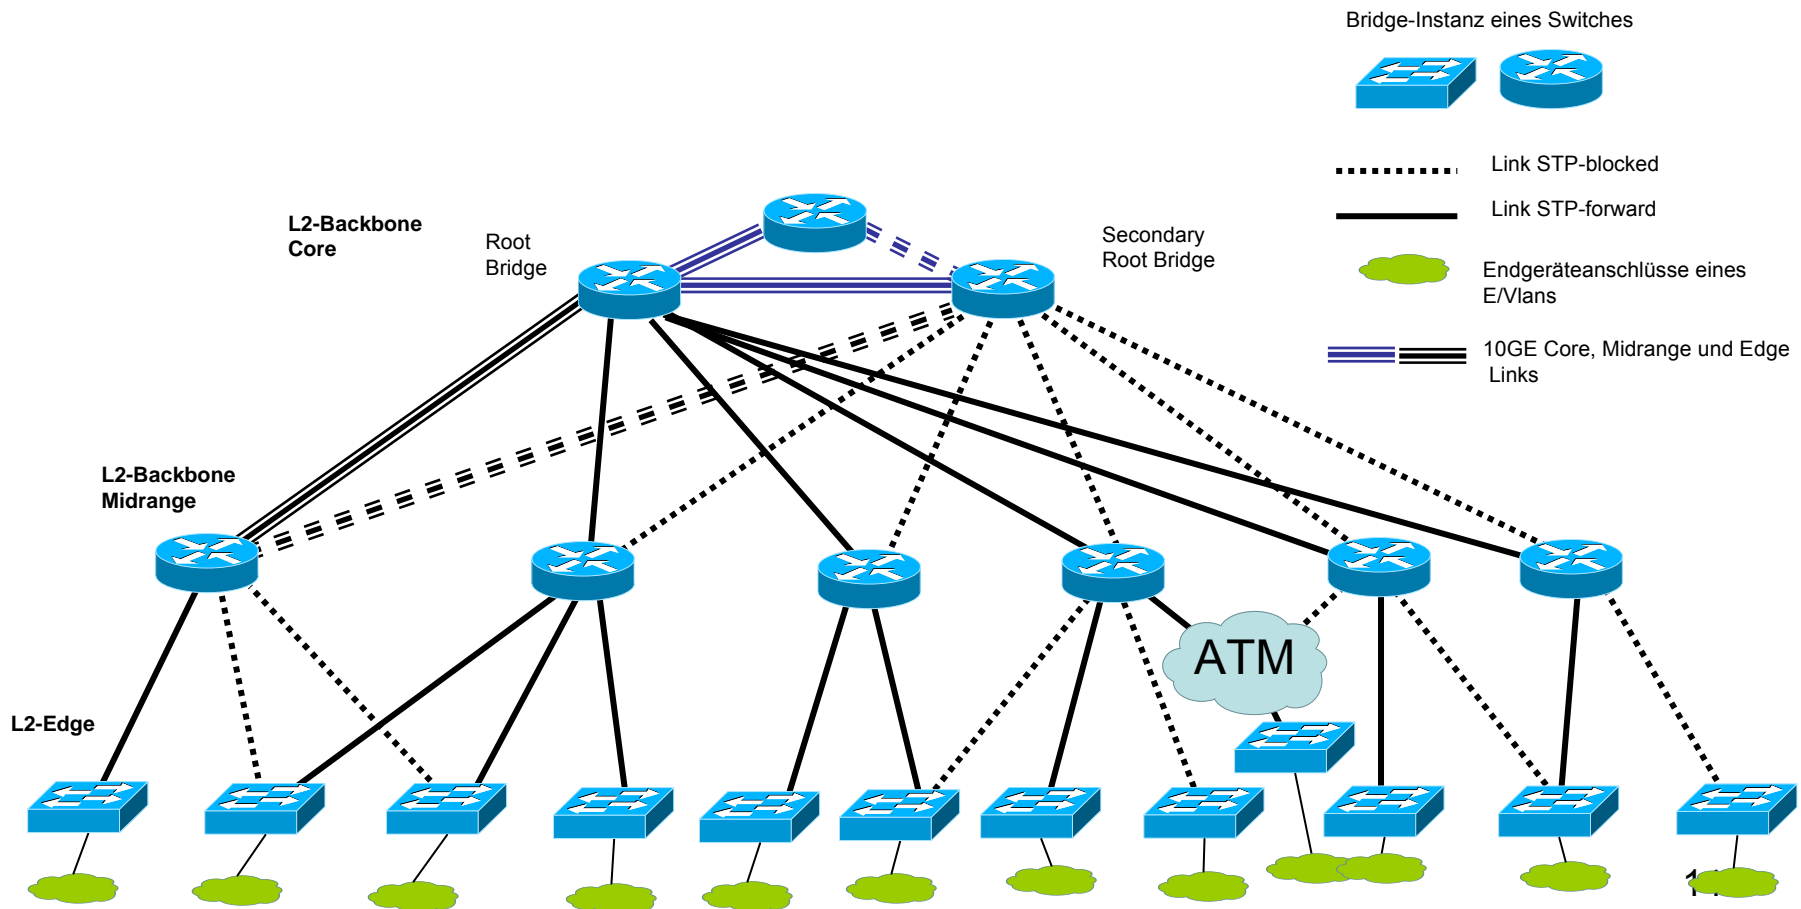 Bridge-Instanz eines Switches
Link STP-blocked
Link STP-forward
Endgeräteanschlüsse eines
E/Vlans
10GE Core, Midrange und Edge
Links
L2-Backbone
Core
Root
Bridge
Secondary
Root Bridge
L2-Backbone
Midrange
ATM
L2-Edge